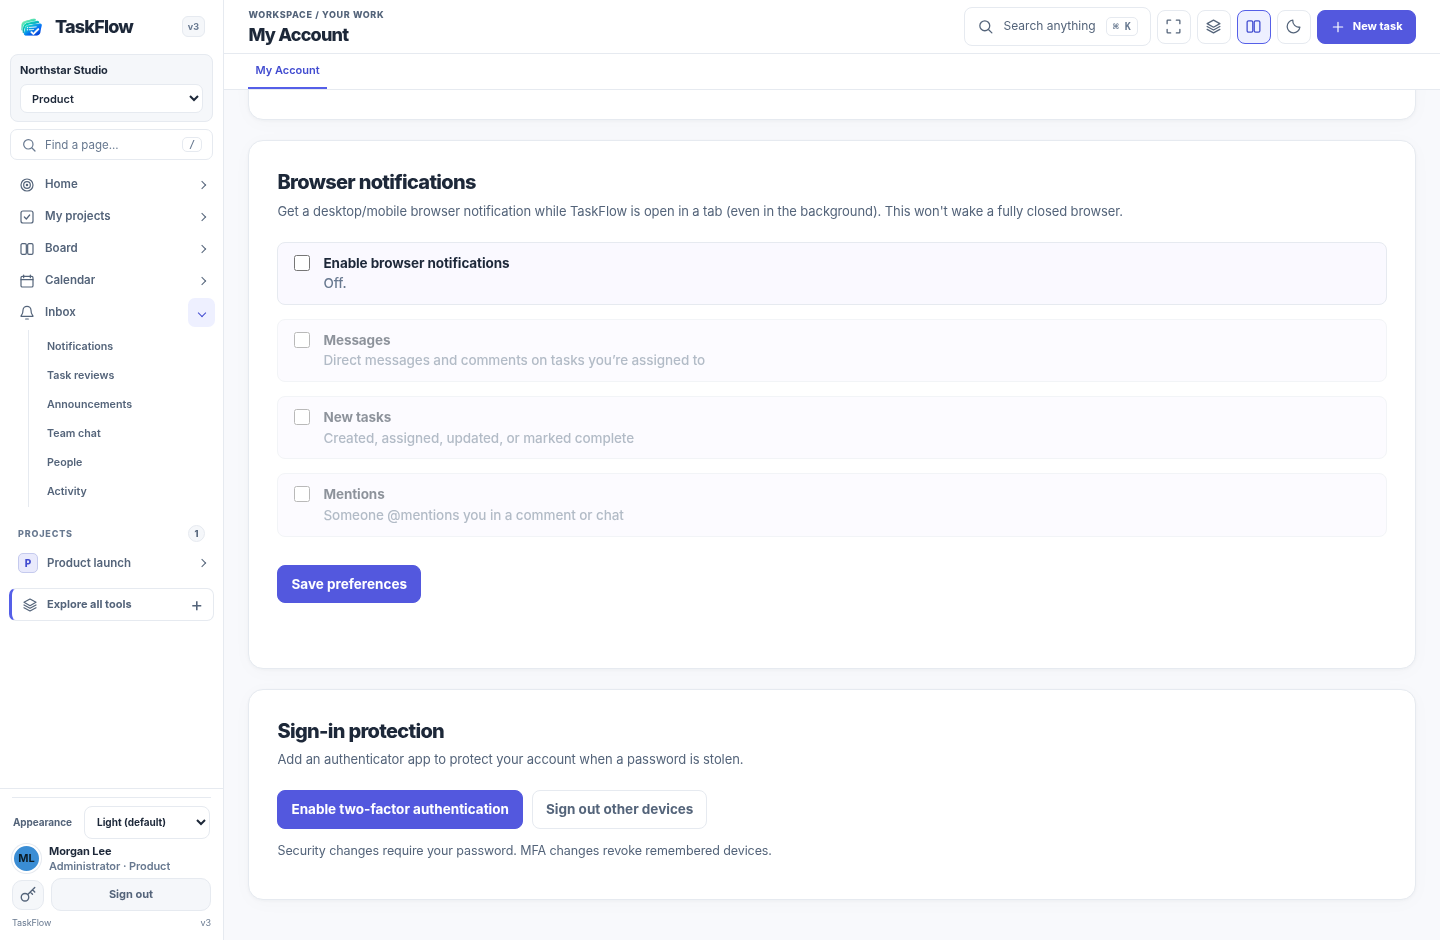 TaskFlow
v3
Northstar Studio
Product
Find a page...
/
Home
My projects
Board
Calendar
Inbox
Notifications
Task reviews
Announcements
Team chat
People
Activity
PROJECTS
1
P
Product launch
Explore all tools
+
Appearance
Light (default)
ML
Morgan Lee
Administrator · Product
Sign out
TaskFlow
v3
WORKSPACE / YOUR WORK
My Account
Search anything
⌘ K
New task
My Account
Browser notifications
Get a desktop/mobile browser notification while TaskFlow is open in a tab (even in the background). This won't wake a fully closed browser.
Enable browser notifications
Off.
Messages
Direct messages and comments on tasks you're assigned to
New tasks
Created, assigned, updated, or marked complete
Mentions
Someone @mentions you in a comment or chat
Save preferences
Sign-in protection
Add an authenticator app to protect your account when a password is stolen.
Enable two-factor authentication
Sign out other devices
Security changes require your password. MFA changes revoke remembered devices.